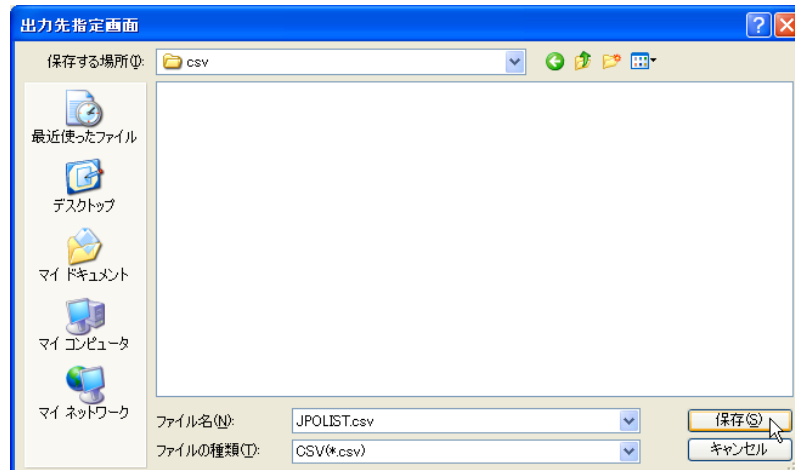 出力先指定画面
保存する場所(I):
csv
最近使ったファイル
デスクトップ
マイ ドキュメント
マイ コンピュータ
マイ ネットワーク
ファイル名(N):
JPOLIST.csv
保存(S)
ファイルの種類(T):
CSV(*.csv)
キャンセル